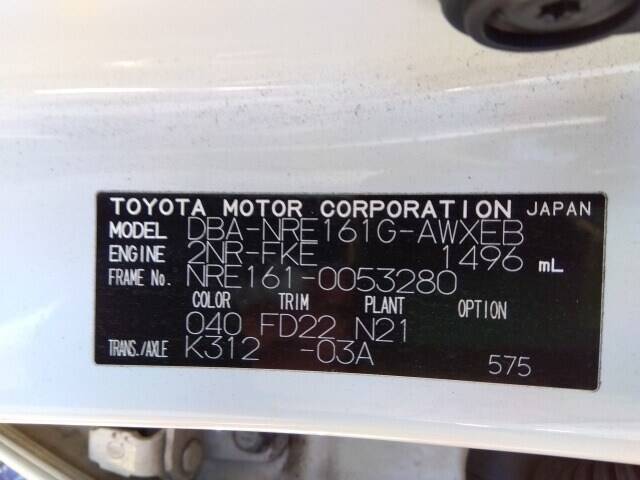 TOYOTA MOTOR CORPORATION JAPAN
MODEL DBA-NRE161G-AWXEB
ENGINE 2NR-FKE 1496 mL
FRAME No. NRE161-0053280
COLOR TRIM PLANT OPTION
040 FD22 N21
TRANS./AXLE K312 -03A 575